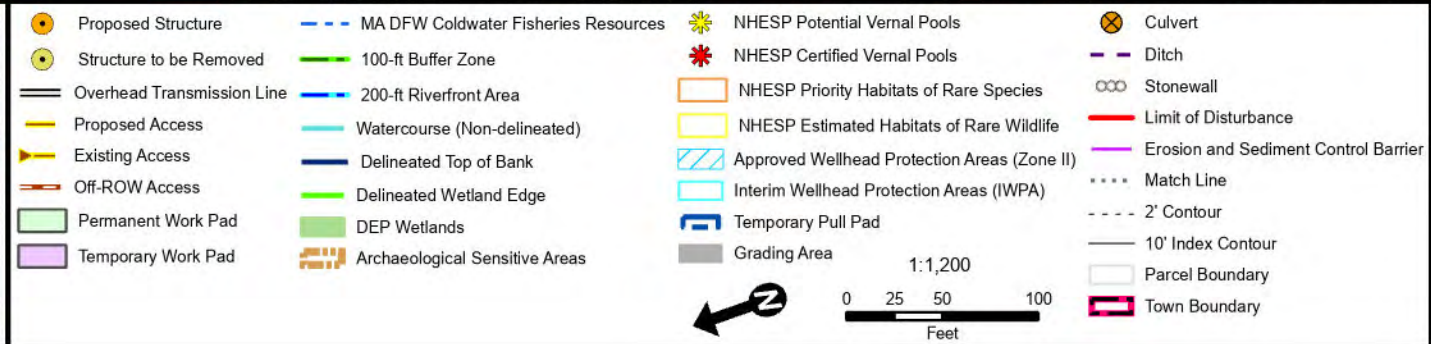 Proposed Structure
Structure to be Removed
Overhead Transmission Line
Proposed Access
Existing Access
Off-ROW Access
Permanent Work Pad
Temporary Work Pad
MA DFW Coldwater Fisheries Resources
100-ft Buffer Zone
200-ft Riverfront Area
Watercourse (Non-delineated)
Delineated Top of Bank
Delineated Wetland Edge
DEP Wetlands
Archaeological Sensitive Areas
NHESP Potential Vernal Pools
NHESP Certified Vernal Pools
NHESP Priority Habitats of Rare Species
NHESP Estimated Habitats of Rare Wildlife
Approved Wellhead Protection Areas (Zone II)
Interim Wellhead Protection Areas (IWPA)
Temporary Pull Pad
Grading Area
N
1:1,200
0 25 50 100
Feet
Culvert
Ditch
Stonewall
Limit of Disturbance
Erosion and Sediment Control Barrier
Match Line
2' Contour
10' Index Contour
Parcel Boundary
Town Boundary